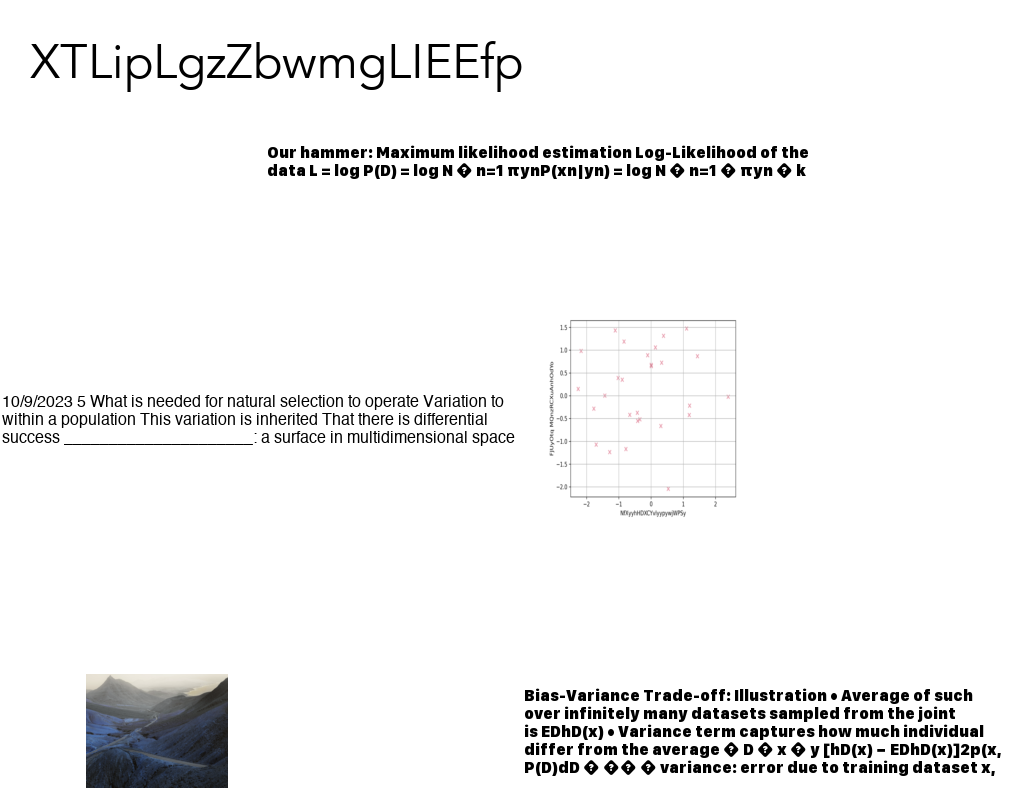 XTLipLgzZbwmgLIEEfp
Our hammer: Maximum likelihood estimation Log-Likelihood of the
data L = log P(D) = log N � n=1 πynP(xn|yn) = log N � n=1 � πyn � k
10/9/2023 5 What is needed for natural selection to operate Variation to
within a population This variation is inherited That there is differential
success ______________________: a surface in multidimensional space
1.5
1.0
0.5
0.0
−0.5
−1.0
−1.5
−2.0
−2 −1 0 1 2
Bias-Variance Trade-off: Illustration • Average of such
over infinitely many datasets sampled from the joint
is EDhD(x) • Variance term captures how much individual
differ from the average � D � x � y [hD(x) − EDhD(x)]2p(x,
P(D)dD � �� � variance: error due to training dataset x,